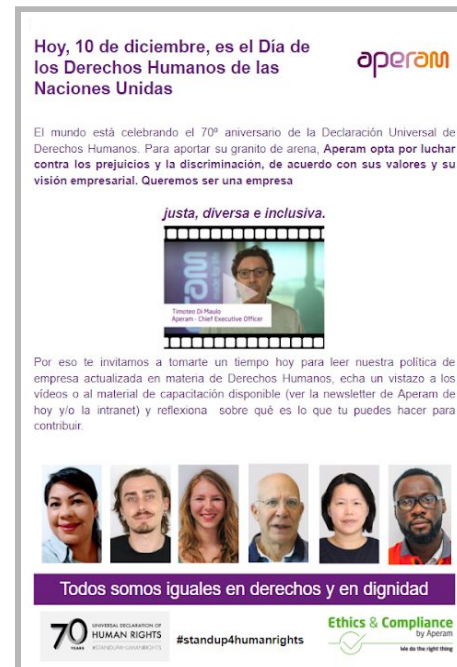 Hoy, 10 de diciembre, es el Día de
los Derechos Humanos de las
Naciones Unidas
aperam
El mundo está celebrando el 70º aniversario de la Declaración Universal de
Derechos Humanos. Para aportar su granito de arena, Aperam opta por luchar
contra los prejuicios y la discriminación, de acuerdo con sus valores y su
visión empresarial. Queremos ser una empresa
justa, diversa e inclusiva.
Timoteo Di Maulo
Aperam - Chief Executive Officer
Por eso te invitamos a tomarte un tiempo hoy para leer nuestra política de
empresa actualizada en materia de Derechos Humanos, echa un vistazo a los
vídeos o al material de capacitación disponible (ver la newsletter de Aperam de
hoy y/o la intranet) y reflexiona sobre qué es lo que tu puedes hacer para
contribuir.
Todos somos iguales en derechos y en dignidad
70
YEARS
UNIVERSAL DECLARATION OF
HUMAN RIGHTS
#STANDUP4HUMANRIGHTS
#standup4humanrights
Ethics & Compliance
by Aperam
We do the right thing